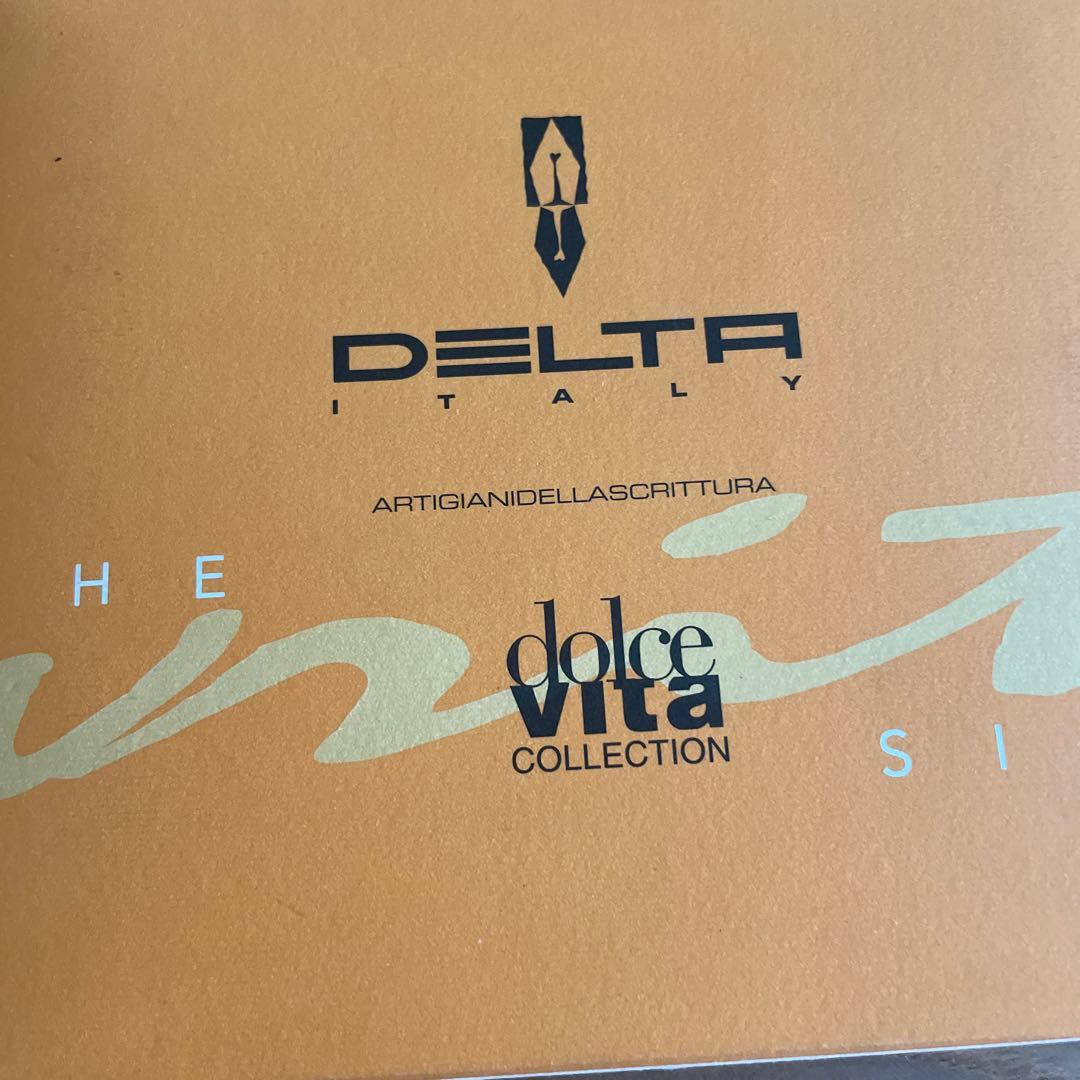 DELTA
ITALY
ARTIGIANIDELLASCRITTURA
HE
dolce
vita
COLLECTION
SI